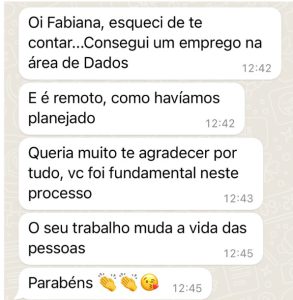 Oi Fabiana, esqueci de te
contar...Consegui um emprego na
área de Dados
12:42
E é remoto, como havíamos
planejado
12:42
Queria muito te agradecer por
tudo, vc foi fundamental neste
processo
12:43
O seu trabalho muda a vida das
pessoas
12:45
Parabéns 👏👏😘
12:45